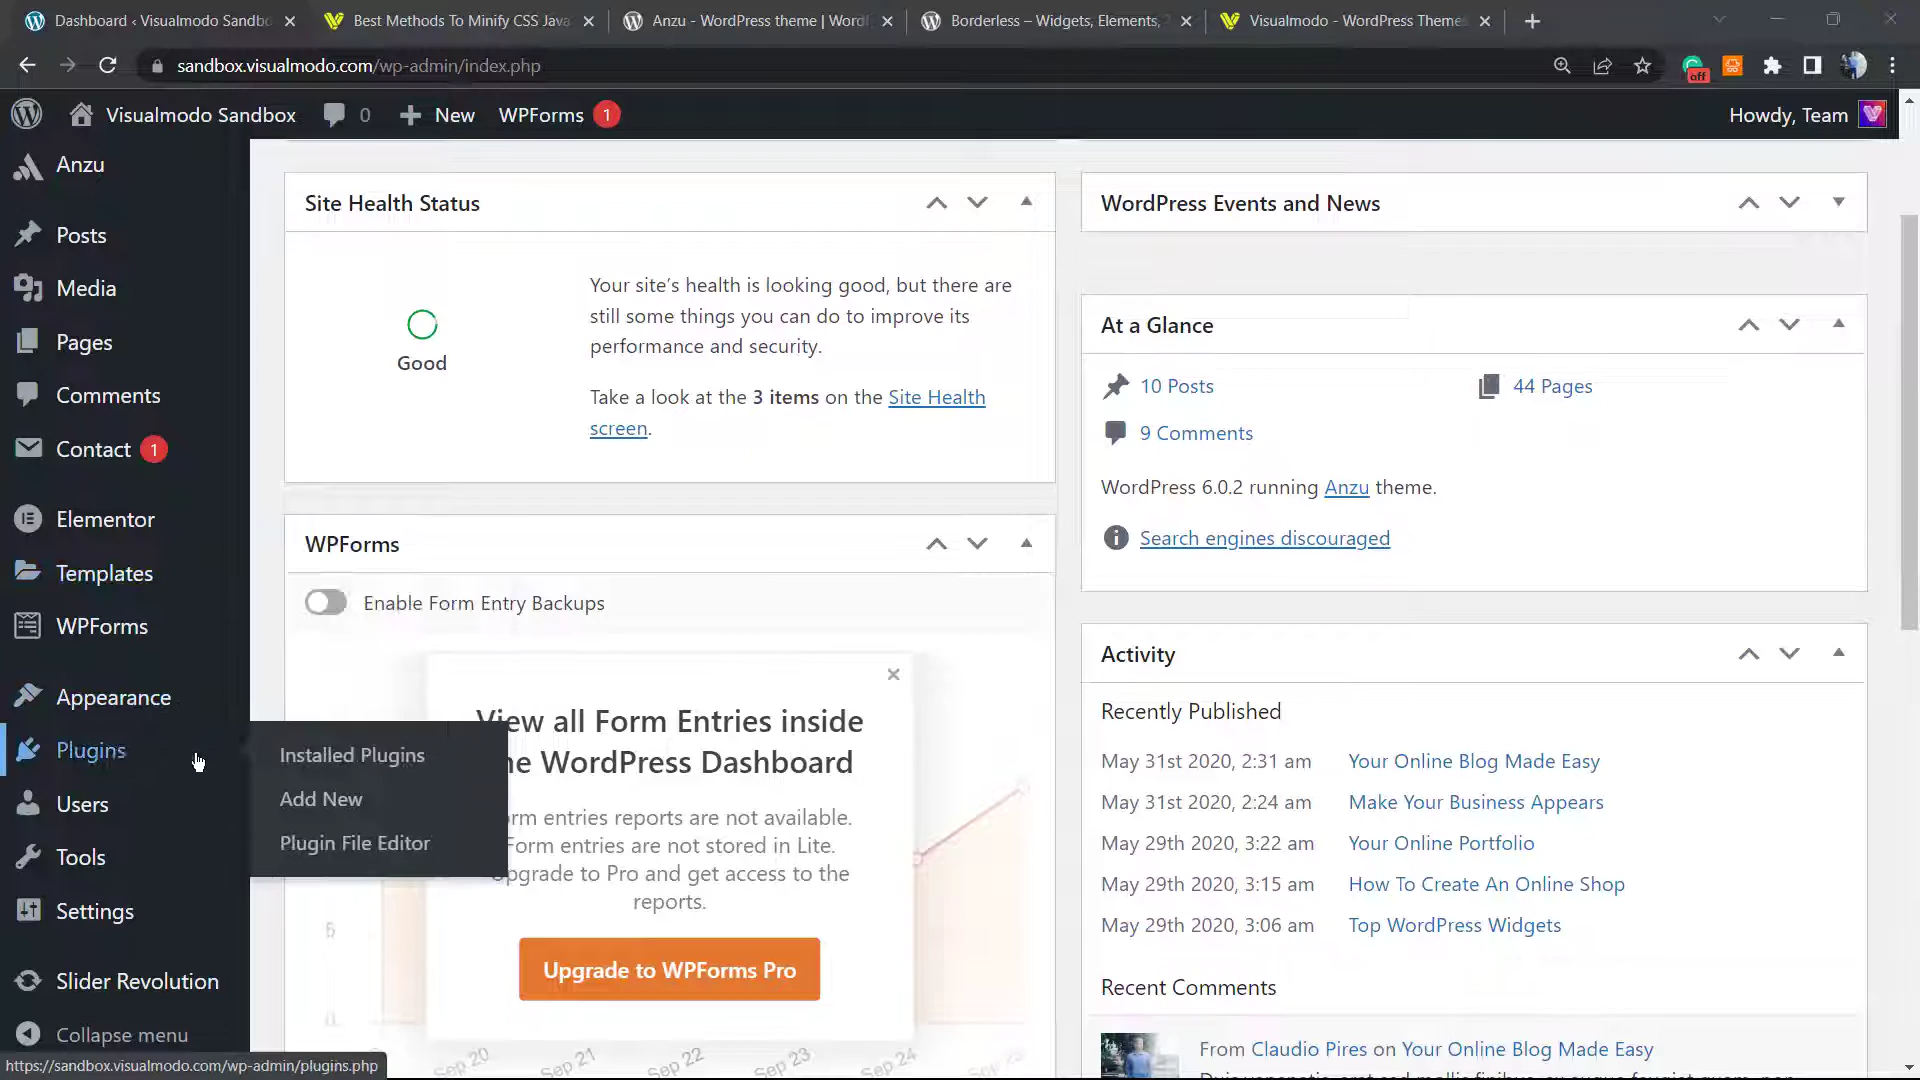 Dashboard ‹ Visualmodo Sandbo
Best Methods To Minify CSS Java
Anzu - WordPress theme | Word
Borderless – Widgets, Elements,
Visualmodo - WordPress Themes
sandbox.visualmodo.com/wp-admin/index.php
off
Visualmodo Sandbox
0
New
WPForms 1
Howdy, Team
Anzu
Posts
Media
Pages
Comments
Contact 1
Elementor
Templates
WPForms
Appearance
Plugins
Users
Tools
Settings
Slider Revolution
Collapse menu
Installed Plugins
Add New
Plugin File Editor
https://sandbox.visualmodo.com/wp-admin/plugins.php
Site Health Status
Good
Your site's health is looking good, but there are
still some things you can do to improve its
performance and security.
Take a look at the 3 items on the Site Health
screen.
WPForms
Enable Form Entry Backups
View all Form Entries inside
he WordPress Dashboard
rm entries reports are not available.
Form entries are not stored in Lite.
pgrade to Pro and get access to the
reports.
Upgrade to WPForms Pro
Sep 20
Sep 21
Sep 22
Sep 23
Sep 24
WordPress Events and News
At a Glance
10 Posts
44 Pages
9 Comments
WordPress 6.0.2 running Anzu theme.
Search engines discouraged
Activity
Recently Published
May 31st 2020, 2:31 am Your Online Blog Made Easy
May 31st 2020, 2:24 am Make Your Business Appears
May 29th 2020, 3:22 am Your Online Portfolio
May 29th 2020, 3:15 am How To Create An Online Shop
May 29th 2020, 3:06 am Top WordPress Widgets
Recent Comments
From Claudio Pires on Your Online Blog Made Easy